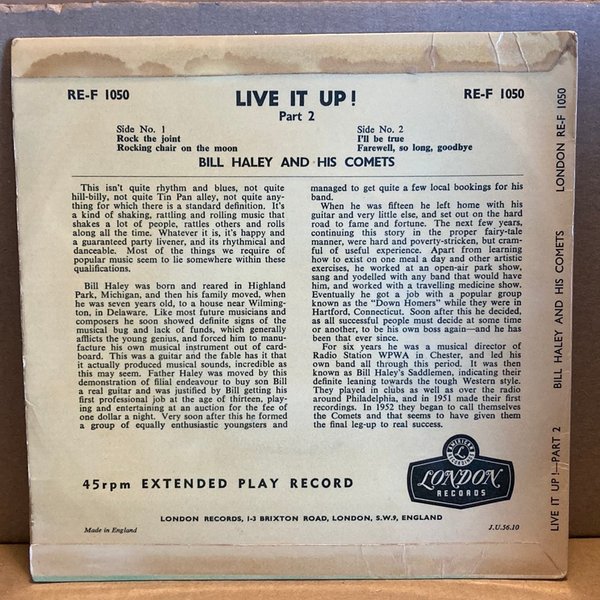 RE-F 1050 LIVE IT UP! RE-F 1050
Part 2
Side No. 1
Rock the joint
Rocking chair on the moon
Side No. 2
I'll be true
Farewell, so long, goodbye
BILL HALEY AND HIS COMETS
This isn't quite rhythm and blues, not quite
hill-billy, not quite Tin Pan alley, not quite any-
thing for which there is a standard definition. It's
a kind of shaking, rattling and rolling music that
shakes a lot of people, rattles others and rolls
along all the time. Whatever it is, it's happy and
a guaranteed party livener, and its rhythmical and
danceable. Most of the things we require of
popular music seem to lie somewhere within these
qualifications.
Bill Haley was born and reared in Highland
Park, Michigan, and then his family moved, when
he was seven years old, to a house near Wilming-
ton, in Delaware. Like most future musicians and
composers he soon showed definite signs of the
musical bug and lack of funds, which generally
afflicts the young genius, and forced him to manu-
facture his own musical instrument out of card-
board. This was a guitar and the fable has it that
it actually produced musical sounds, incredible as
this may seem. Father Haley was moved by this
demonstration of filial endeavour to buy son Bill
a real guitar and was justified by Bill getting his
first professional job at the age of thirteen, play-
ing and entertaining at an auction for the fee of
one dollar a night. Very soon after this he formed
a group of equally enthusiastic youngsters and
managed to get quite a few local bookings for his
band.
When he was fifteen he left home with his
guitar and very little else, and set out on the hard
road to fame and fortune. The next few years,
continuing this story in the proper fairy-tale
manner, were hard and poverty-stricken, but cram-
ful of useful experience. Apart from learning
how to exist on one meal a day and other artistic
exercises, he worked at an open-air park show,
sang and yodelled with any band that would have
him, and worked with a travelling medicine show.
Eventually he got a job with a popular group
known as the "Down Homers" while they were in
Hartford, Connecticut. Soon after this he decided,
as all successful people must decide at some time
or another, to be his own boss again—and he has
been that ever since.
For six years he was a musical director of
Radio Station WPWA in Chester, and led his
own band all through this period. It was then
known as Bill Haley's Saddlemen, indicating their
definite leaning towards the tough Western style.
They played in clubs as well as over the radio
around Philadelphia, and in 1951 made their first
recordings. In 1952 they began to call themselves
the Comets and that seems to have given them
the final leg-up to real success.
45rpm EXTENDED PLAY RECORD
AMERICAN
RECORDINGS
LONDON
RECORDS
LONDON RECORDS, 1-3 BRIXTON ROAD, LONDON, S.W.9, ENGLAND
Made in England
J.U.56.10
LIVE IT UP!—PART 2 BILL HALEY AND HIS COMETS LONDON RE-F 1050